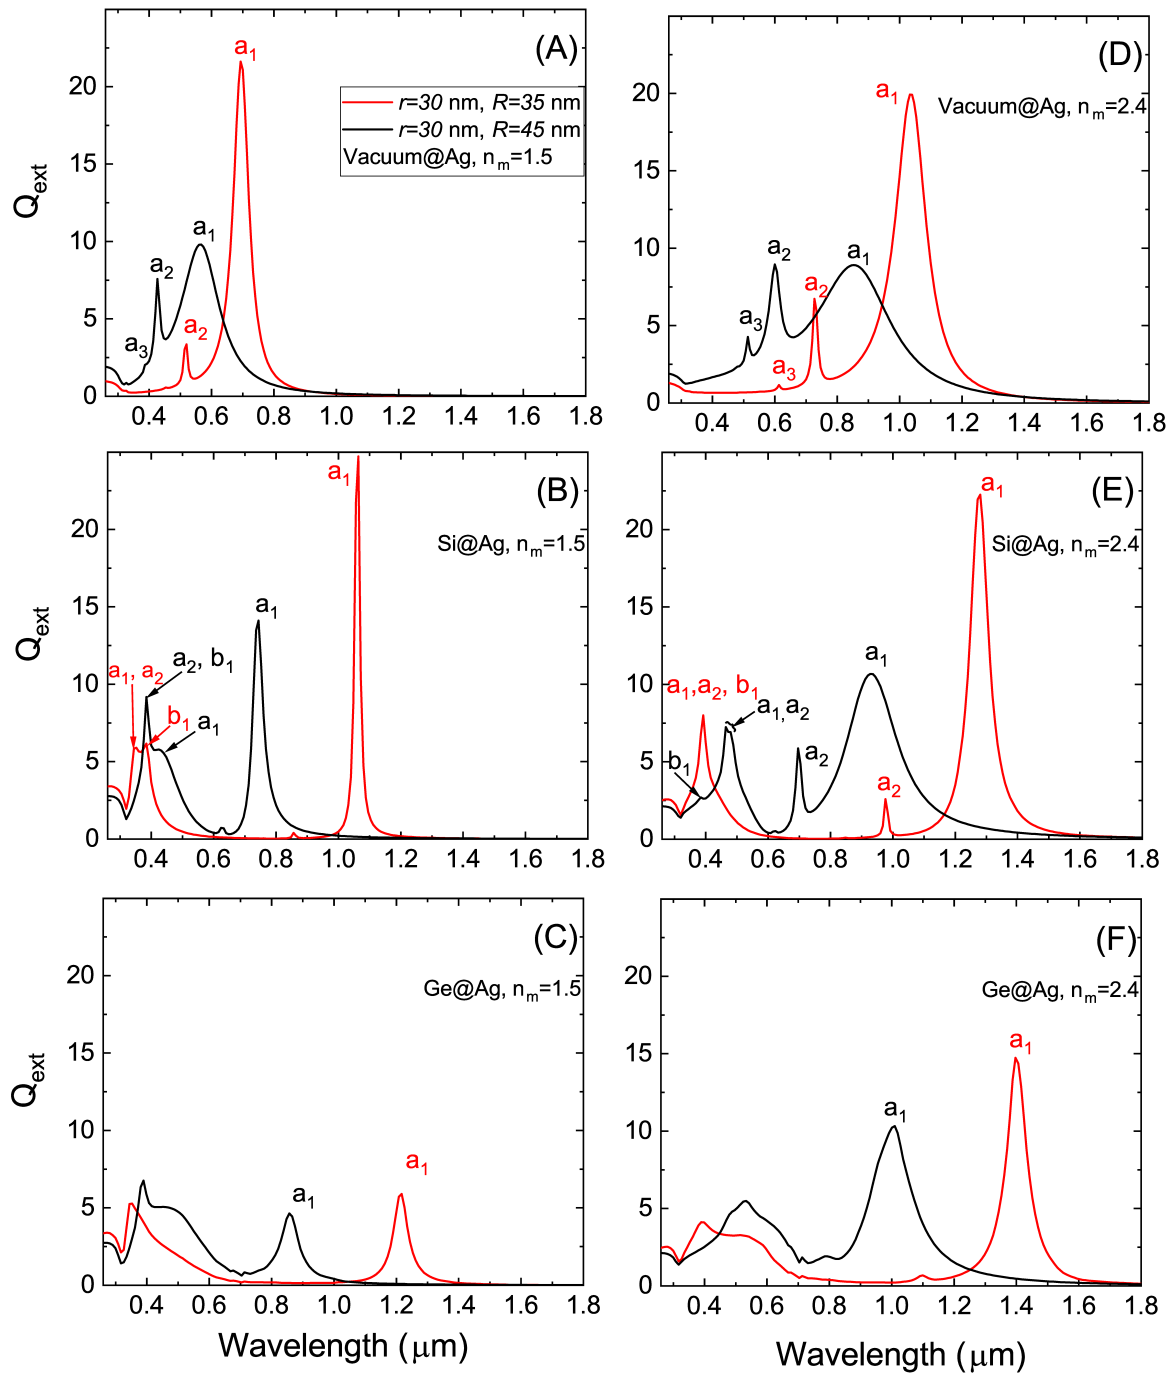 (A)
a₁
r=30 nm, R=35 nm
r=30 nm, R=45 nm
Vacuum@Ag, nₘ=1.5
a₁
a₂
a₃
a₂
Qₑₓₜ
20
15
10
5
0
0.4 0.6 0.8 1.0 1.2 1.4 1.6 1.8
(D)
a₁
Vacuum@Ag, nₘ=2.4
a₂
a₁
a₂
a₃
a₃
20
15
10
5
0
0.4 0.6 0.8 1.0 1.2 1.4 1.6 1.8
(B)
a₁
Si@Ag, nₘ=1.5
a₁
a₂, b₁
a₁, a₂
b₁
a₁
Qₑₓₜ
20
15
10
5
0
0.4 0.6 0.8 1.0 1.2 1.4 1.6 1.8
(E)
a₁
Si@Ag, nₘ=2.4
a₁
a₁,a₂, b₁
a₁,a₂
b₁
a₂
a₂
20
15
10
5
0
0.4 0.6 0.8 1.0 1.2 1.4 1.6 1.8
(C)
Ge@Ag, nₘ=1.5
a₁
a₁
Qₑₓₜ
20
15
10
5
0
0.4 0.6 0.8 1.0 1.2 1.4 1.6 1.8
Wavelength (μm)
(F)
Ge@Ag, nₘ=2.4
a₁
a₁
20
15
10
5
0
0.4 0.6 0.8 1.0 1.2 1.4 1.6 1.8
Wavelength (μm)